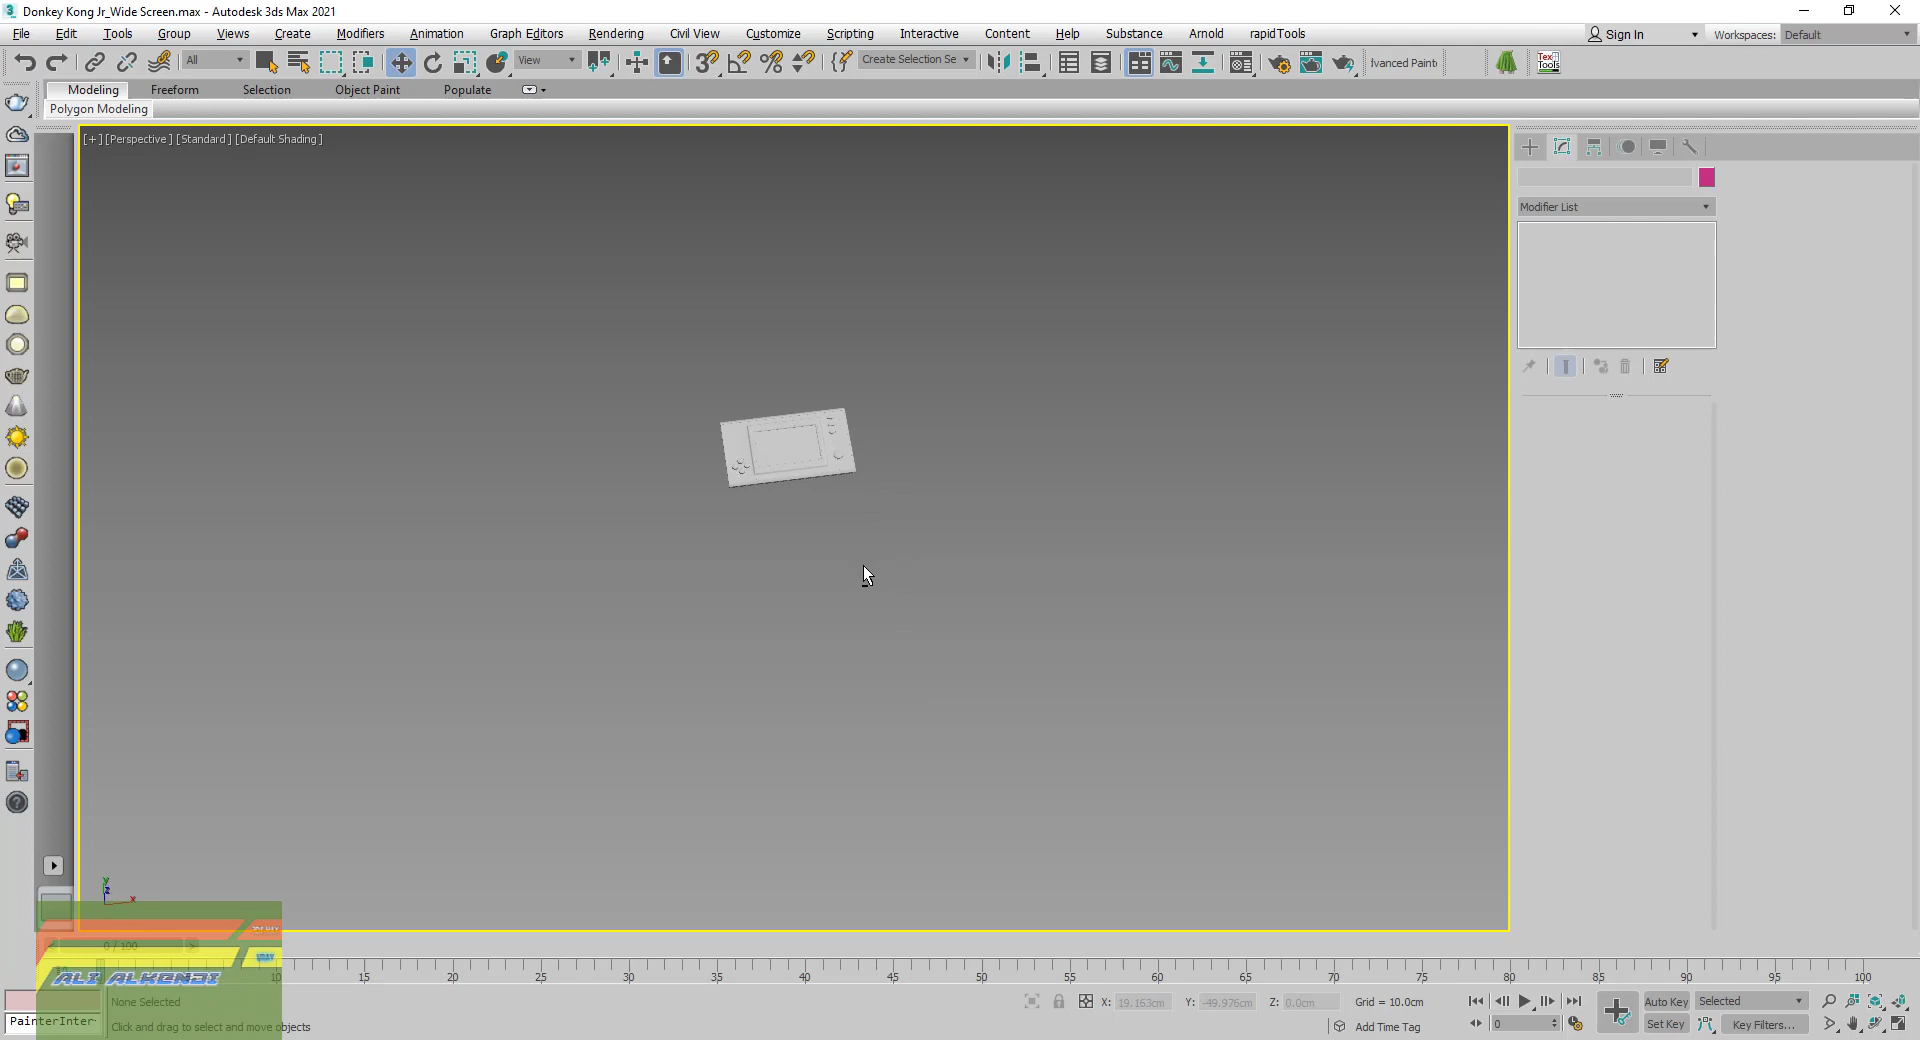 Donkey Kong Jr_Wide Screen.max - Autodesk 3ds Max 2021
File Edit Tools Group Views Create Modifiers Animation Graph Editors Rendering Civil View Customize Scripting Interactive Content Help Substance Arnold rapidTools
Sign In Workspaces: Default
All View Create Selection Se Ivanced Paint Tex Tools
Modeling Freeform Selection Object Paint Populate
Polygon Modeling
[+] [Perspective ] [Standard ] [Default Shading ]
Modifier List
y
z
x
0 / 100
10 15 20 25 30 35 40 45 50 55 60 65 70 75 80 85 90 95 100
ALI ALKENDI
None Selected X: 19.163cm Y: -49.976cm Z: 0.0cm Grid = 10.0cm Auto Key Selected
PainterInter Click and drag to select and move objects Add Time Tag 0 Set Key Key Filters...